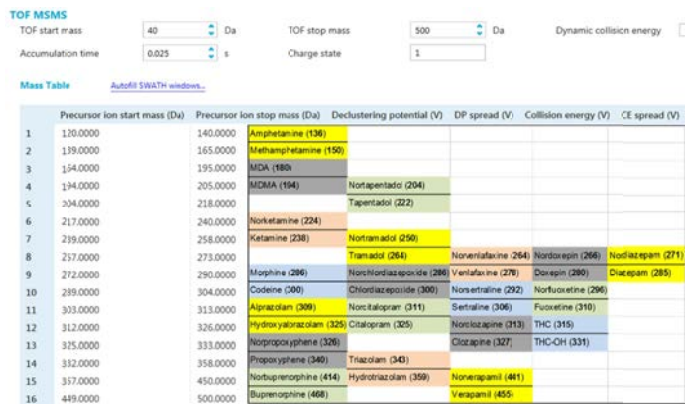 TOF MSMS
TOF start mass 40 Da TOF stop mass 500 Da Dynamic collision energy
Accumulation time 0.025 s Charge state 1
Mass Table Autofill SWATH windows...
Precursor ion start mass (Da) Precursor ion stop mass (Da) Declustering potential (V) DP spread (V) Collision energy (V) CE spread (V)
1 120.0000 140.0000 Amphetamine (136)
2 139.0000 165.0000 Methamphetamine (150)
3 164.0000 195.0000 MDA (180)
4 194.0000 205.0000 MDMA (194) Nortapentadol (204)
5 204.0000 218.0000 Tapentadol (222)
6 217.0000 240.0000 Norketamine (224)
7 239.0000 258.0000 Ketamine (238) Nortramadol (250)
8 257.0000 273.0000 Tramadol (264) Norvenlafaxine (264) Nordoxepin (266) Nordiazepam (271)
9 272.0000 290.0000 Morphine (286) Norchlordiazepoxide (286) Venlafaxine (278) Doxepin (280) Diazepam (285)
10 289.0000 304.0000 Codeine (300) Chlordiazepoxide (300) Norsertraline (292) Norfluoxetine (296)
11 303.0000 313.0000 Alprazolam (309) Norcitalopram (311) Sertraline (306) Fluoxetine (310)
12 312.0000 326.0000 Hydroxyalprazolam (325) Citalopram (325) Norclozapine (313) THC (315)
13 325.0000 333.0000 Norpropoxyphene (326) Clozapine (327) THC-OH (331)
14 332.0000 358.0000 Propoxyphene (340) Triazolam (343)
15 357.0000 450.0000 Norbuprenorphine (414) Hydrotriazolam (359) Norverapamil (441)
16 449.0000 500.0000 Buprenorphine (468) Verapamil (455)